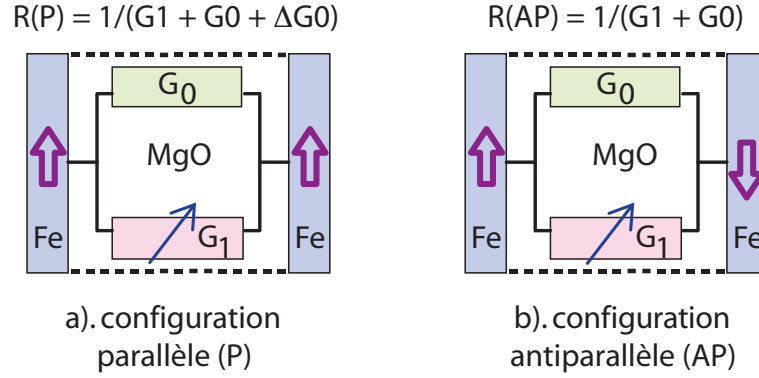 R(P) = 1/(G1 + G0 + ΔG0)
G0
MgO
G1
Fe
Fe
a). configuration
parallèle (P)
R(AP) = 1/(G1 + G0)
G0
MgO
G1
Fe
Fe
b). configuration
antiparallèle (AP)